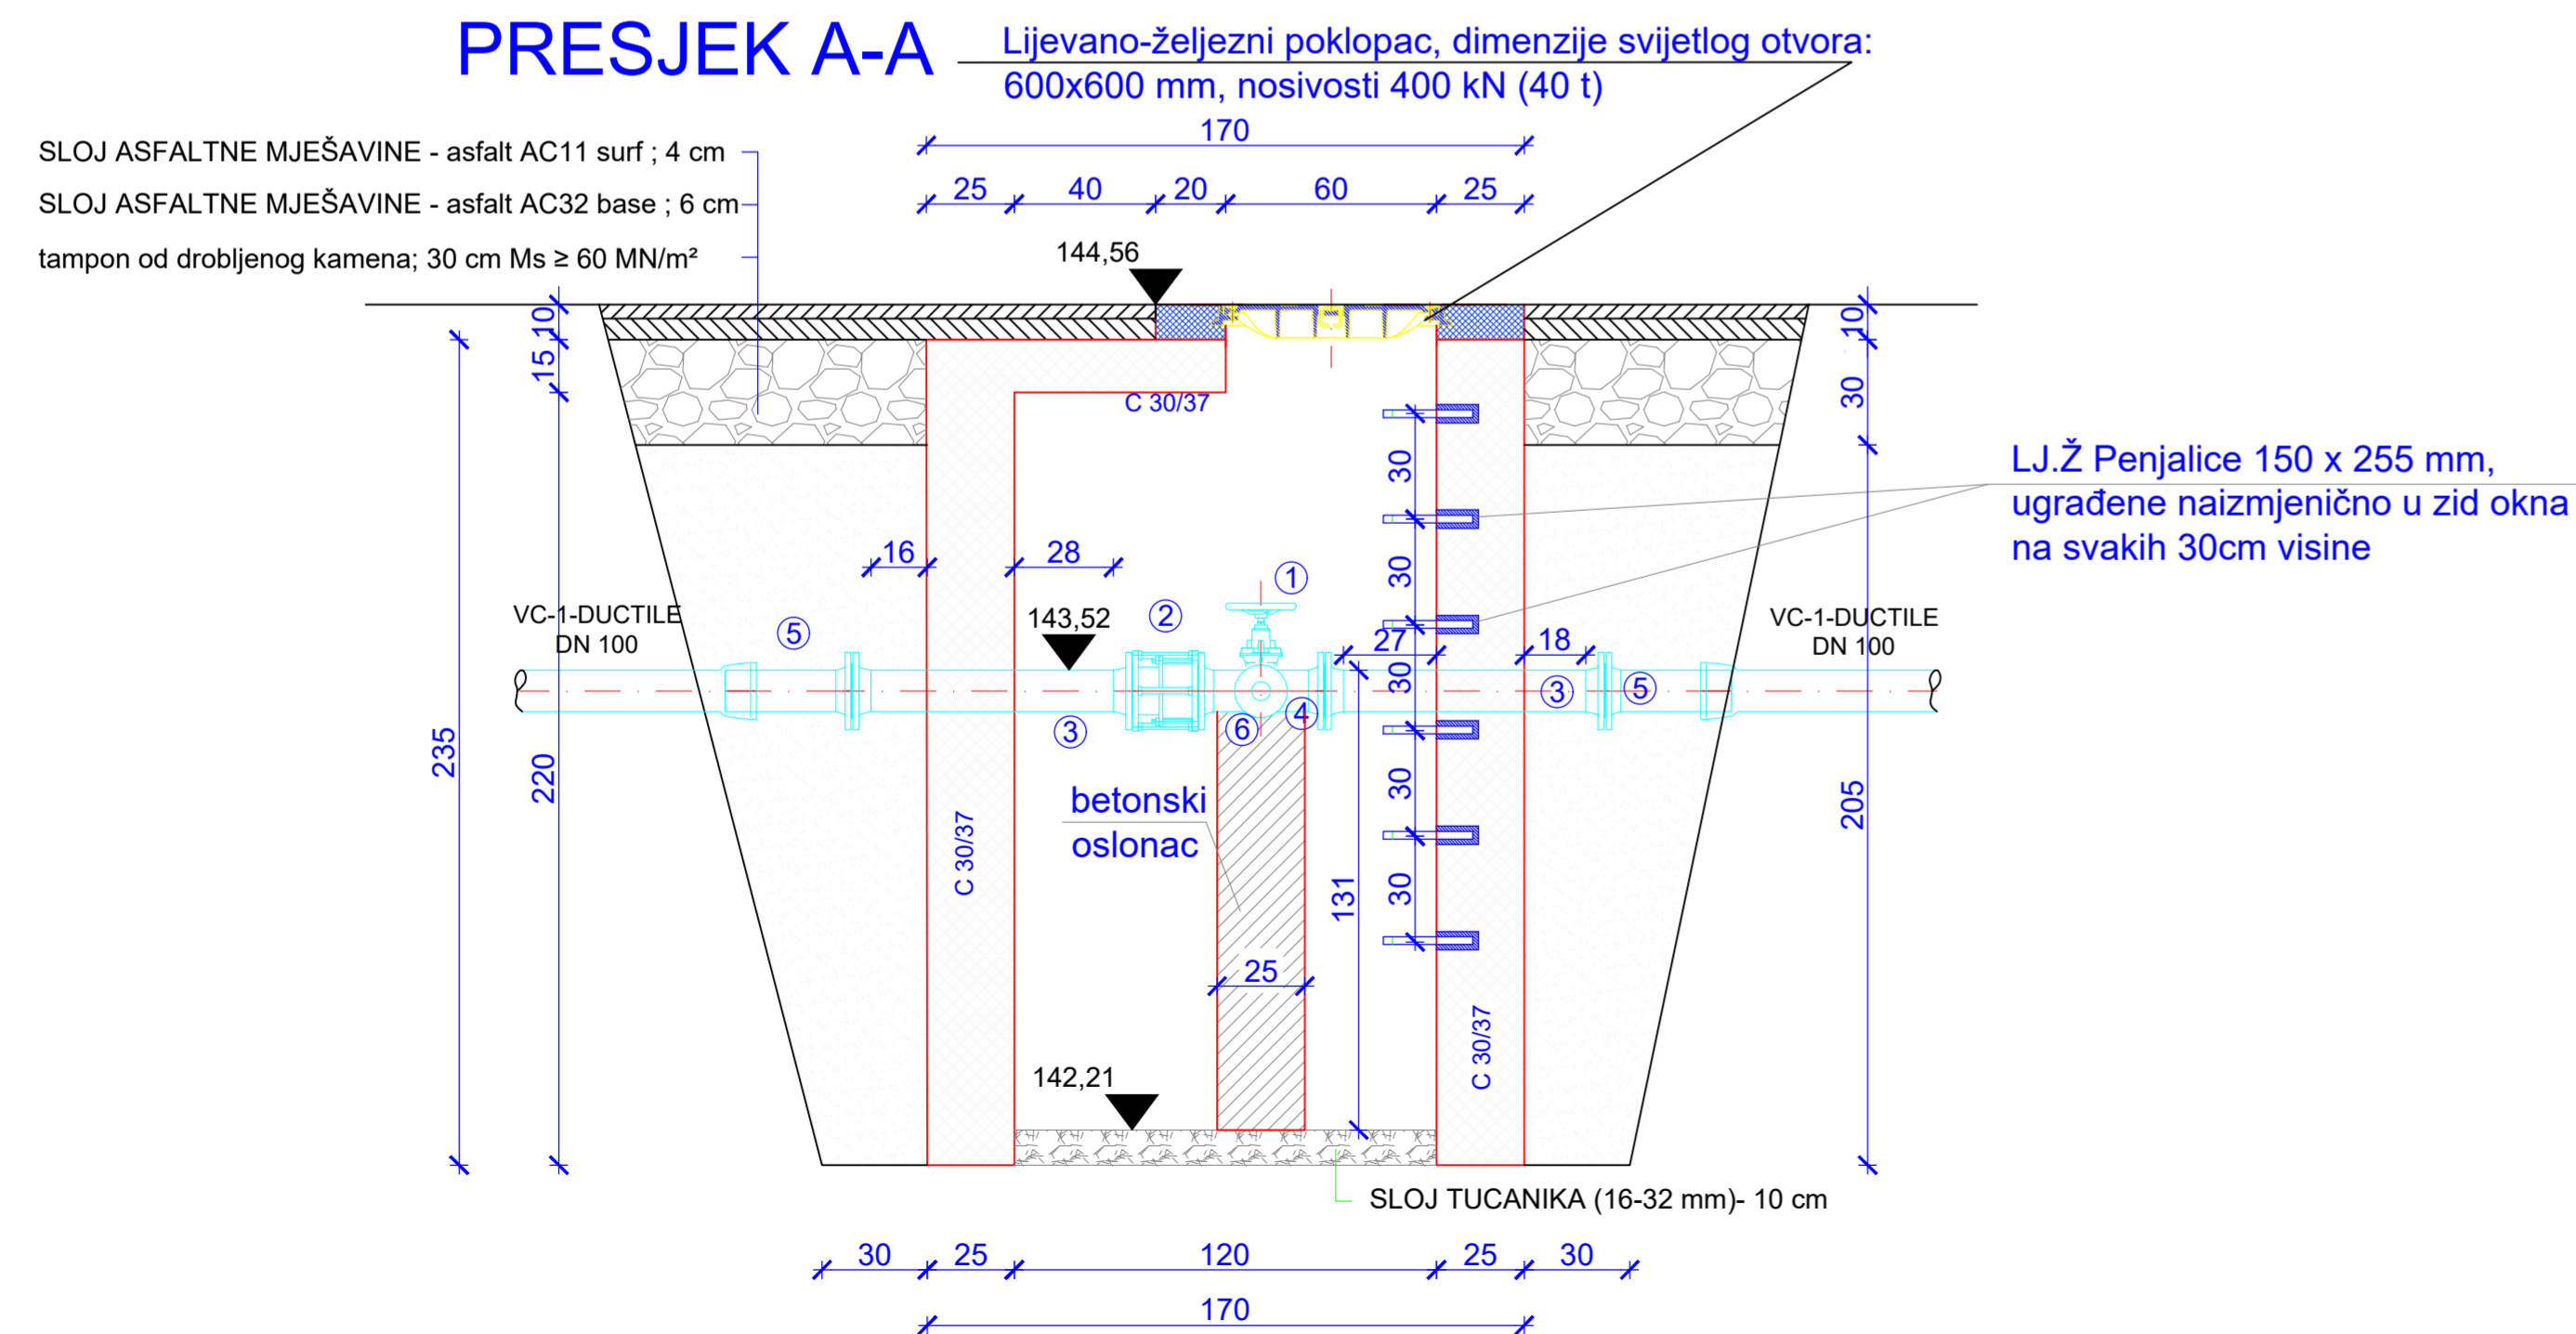 PRESJEK A-A
Lijevano-željezni poklopac, dimenzije svijetlog otvora:
600x600 mm, nosivosti 400 kN (40 t)
170
SLOJ ASFALTNE MJEŠAVINE - asfalt AC11 surf ; 4 cm
SLOJ ASFALTNE MJEŠAVINE - asfalt AC32 base ; 6 cm
tampon od drobljenog kamena; 30 cm Ms ≥ 60 MN/m²
25 40 20 60 25
144,56
10
15
10
30
C 30/37
30
LJ.Ž Penjalice 150 x 255 mm,
ugrađene naizmjenično u zid okna
na svakih 30cm visine
16
28
30
1
2
VC-1-DUCTILE
DN 100
5
143,52
27
30
18
VC-1-DUCTILE
DN 100
3
5
3
6
4
235
220
30
205
betonski
oslonac
C 30/37
131
30
25
C 30/37
142,21
SLOJ TUCANIKA (16-32 mm)- 10 cm
30 25 120 25 30
170